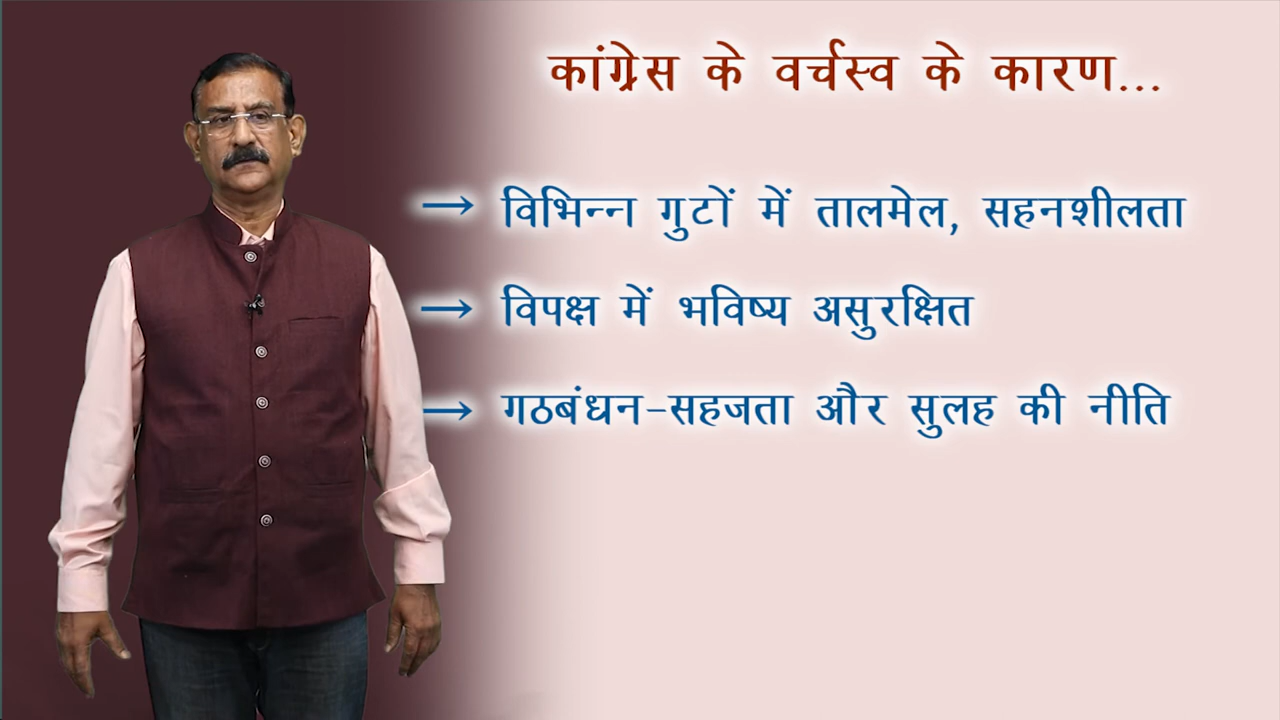 कांग्रेस के वर्चस्व के कारण...
→ विभिन्न गुटों में तालमेल, सहनशीलता
→ विपक्ष में भविष्य असुरक्षित
→ गठबंधन-सहजता और सुलह की नीति